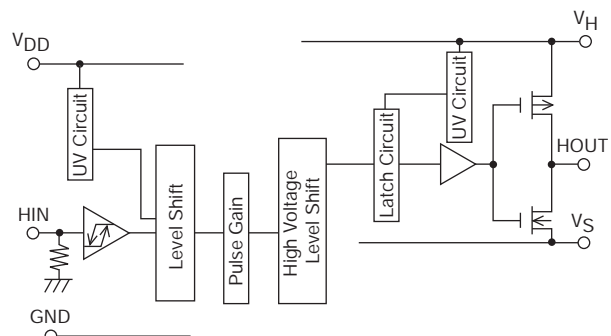 V_H
V_DD
UV Circuit
UV Circuit
Latch Circuit
HOUT
HIN
Level Shift
Pulse Gain
High Voltage
Level Shift
V_S
GND